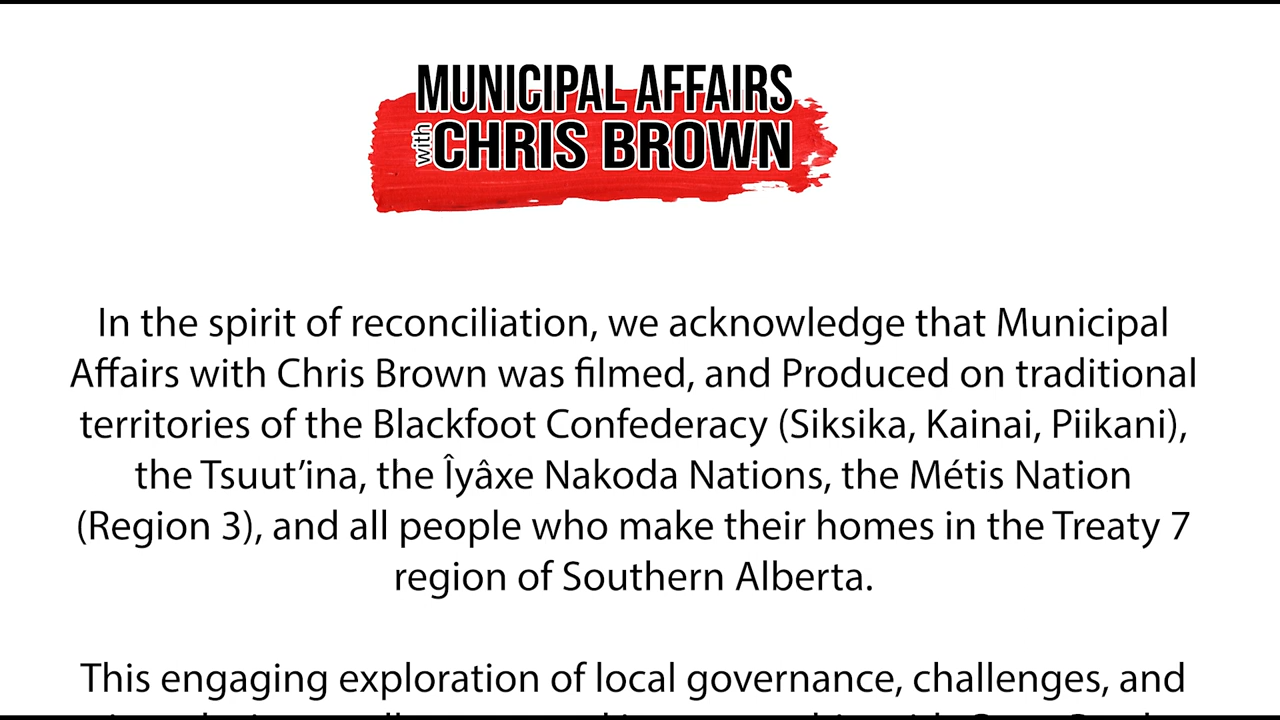 MUNICIPAL AFFAIRS
with CHRIS BROWN
In the spirit of reconciliation, we acknowledge that Municipal
Affairs with Chris Brown was filmed, and Produced on traditional
territories of the Blackfoot Confederacy (Siksika, Kainai, Piikani),
the Tsuut’ina, the Îyâxe Nakoda Nations, the Métis Nation
(Region 3), and all people who make their homes in the Treaty 7
region of Southern Alberta.
This engaging exploration of local governance, challenges, and